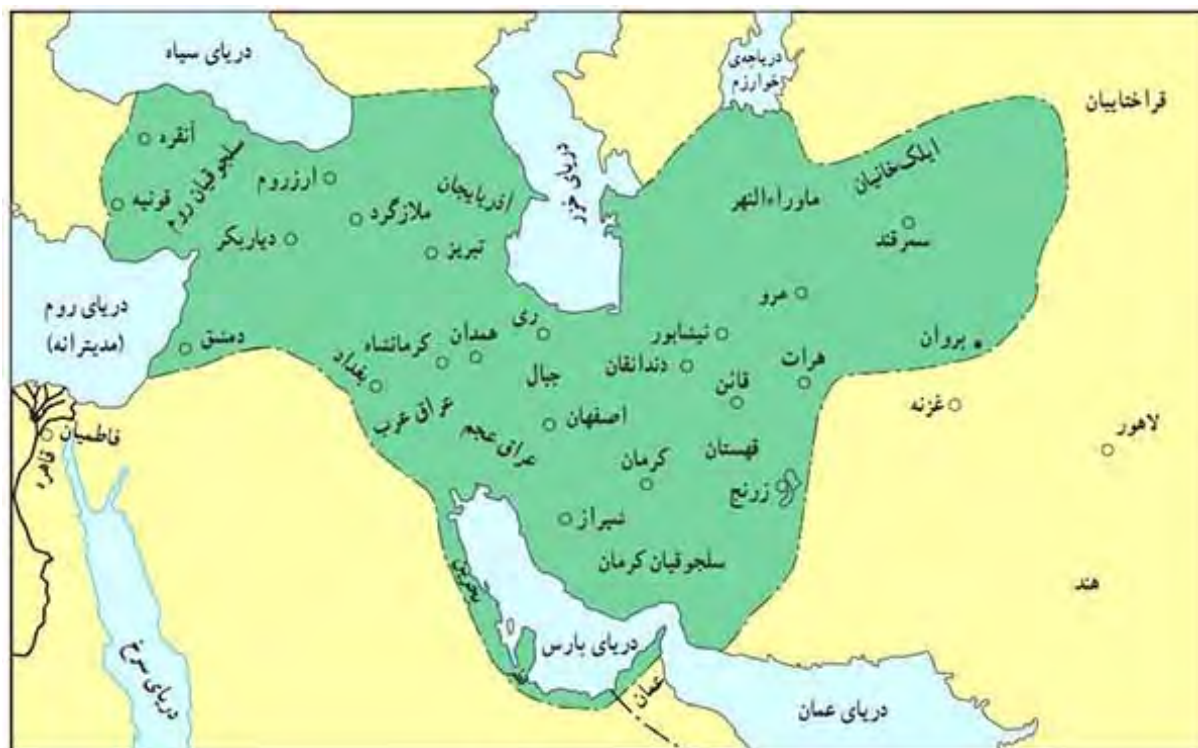 دریای سیاه
دریاچه‌ی
خوارزم
قراختاییان
آنقره
سلجوقیان روم
ارزروم
قونیه
ملازگرد
آذربایجان
دیاربکر
تبریز
دریای خزر
ماوراءالنهر
ایلک‌خانیان
سمرقند
مرو
دریای روم
(مدیترانه)
دمشق
بغداد
کرمانشاه
همدان
ری
جبال
نیشابور
دندانقان
قائن
هرات
پروان
غزنه
لاهور
فاطمیان
قاهره
عراق عرب
عراق عجم
اصفهان
کرمان
قهستان
زرنج
شیراز
سلجوقیان کرمان
هند
بحرین
دریای پارس
عمان
دریای عمان
دریای سرخ